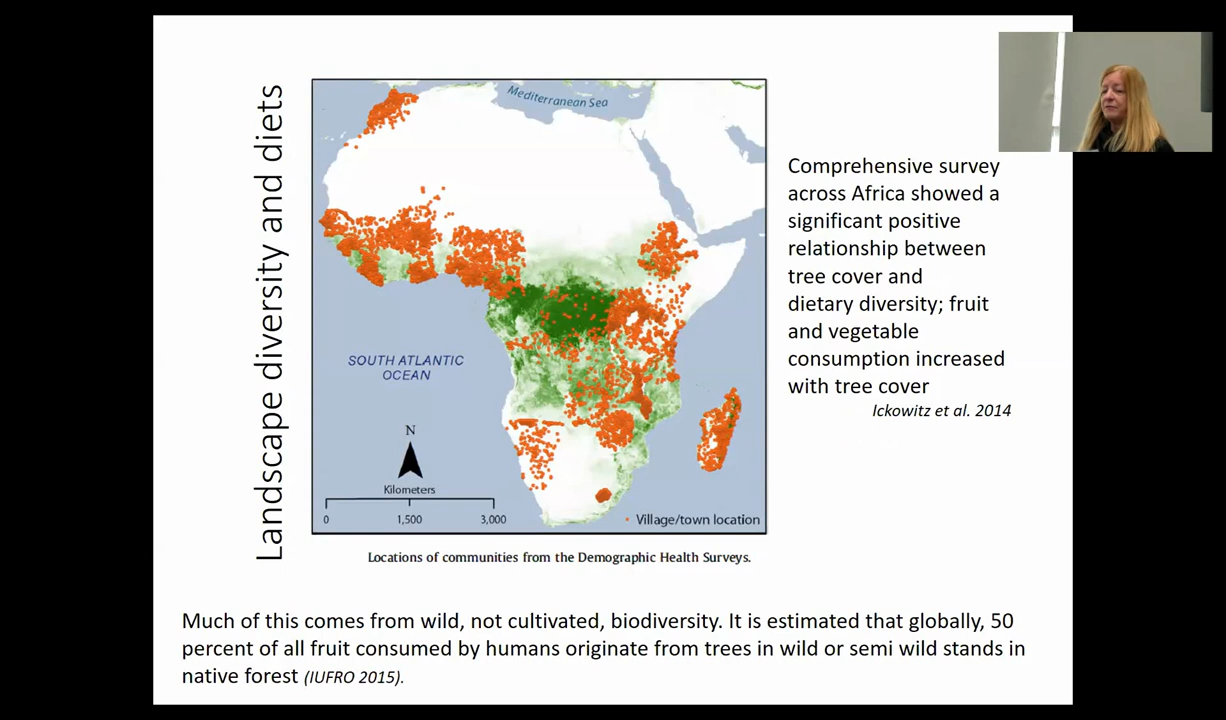 Landscape diversity and diets
Mediterranean Sea
SOUTH ATLANTIC
OCEAN
N
Kilometers
0 1,500 3,000
Village/town location
Locations of communities from the Demographic Health Surveys.
Comprehensive survey
across Africa showed a
significant positive
relationship between
tree cover and
dietary diversity; fruit
and vegetable
consumption increased
with tree cover
Ickowitz et al. 2014
Much of this comes from wild, not cultivated, biodiversity. It is estimated that globally, 50
percent of all fruit consumed by humans originate from trees in wild or semi wild stands in
native forest (IUFRO 2015).